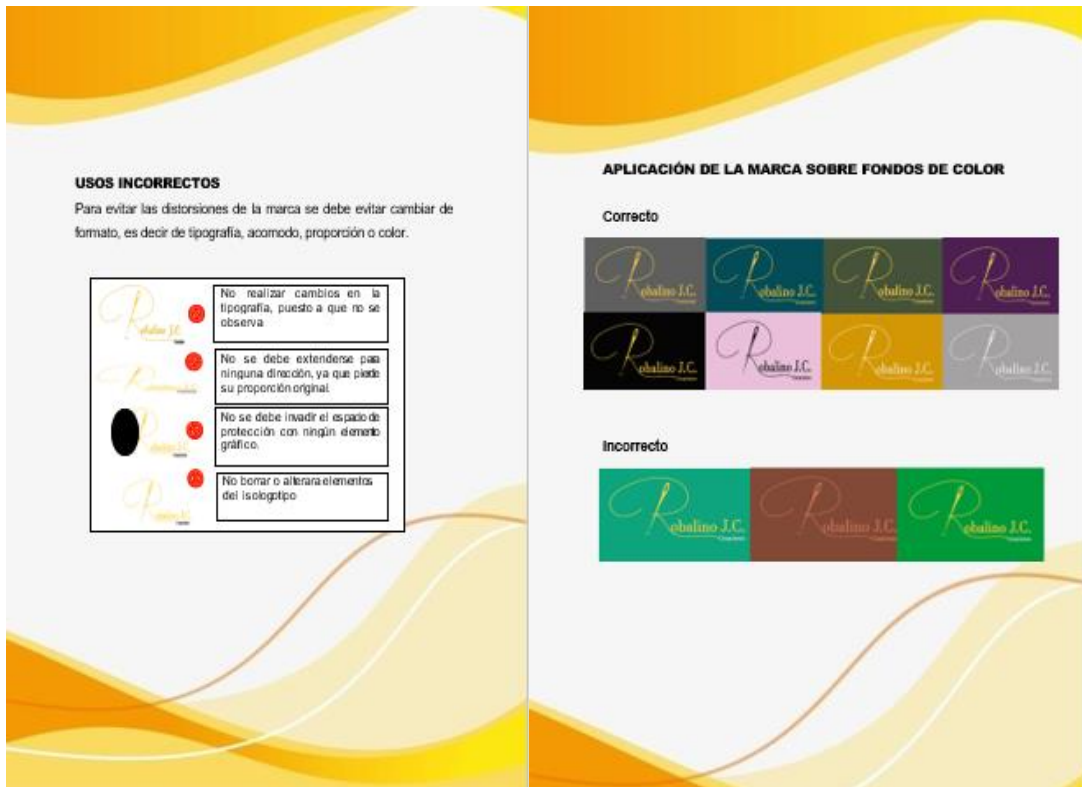 USOS INCORRECTOS
Para evitar las distorsiones de la marca se debe evitar cambiar de
formato, es decir de tipografía, acomodo, proporción o color.
No realizar cambios en la
tipografía, puesto a que no se
observa
No se debe extenderse para
ninguna dirección, ya que pierde
su proporción original.
No se debe invadir el espacio de
protección con ningún elemento
gráfico.
No borrar o alterara elementos
del isologotipo
APLICACIÓN DE LA MARCA SOBRE FONDOS DE COLOR
Correcto
Robalino J.C.
Robalino J.C.
Robalino J.C.
Robalino J.C.
Robalino J.C.
Robalino J.C.
Robalino J.C.
Robalino J.C.
Incorrecto
Robalino J.C.
Robalino J.C.
Robalino J.C.